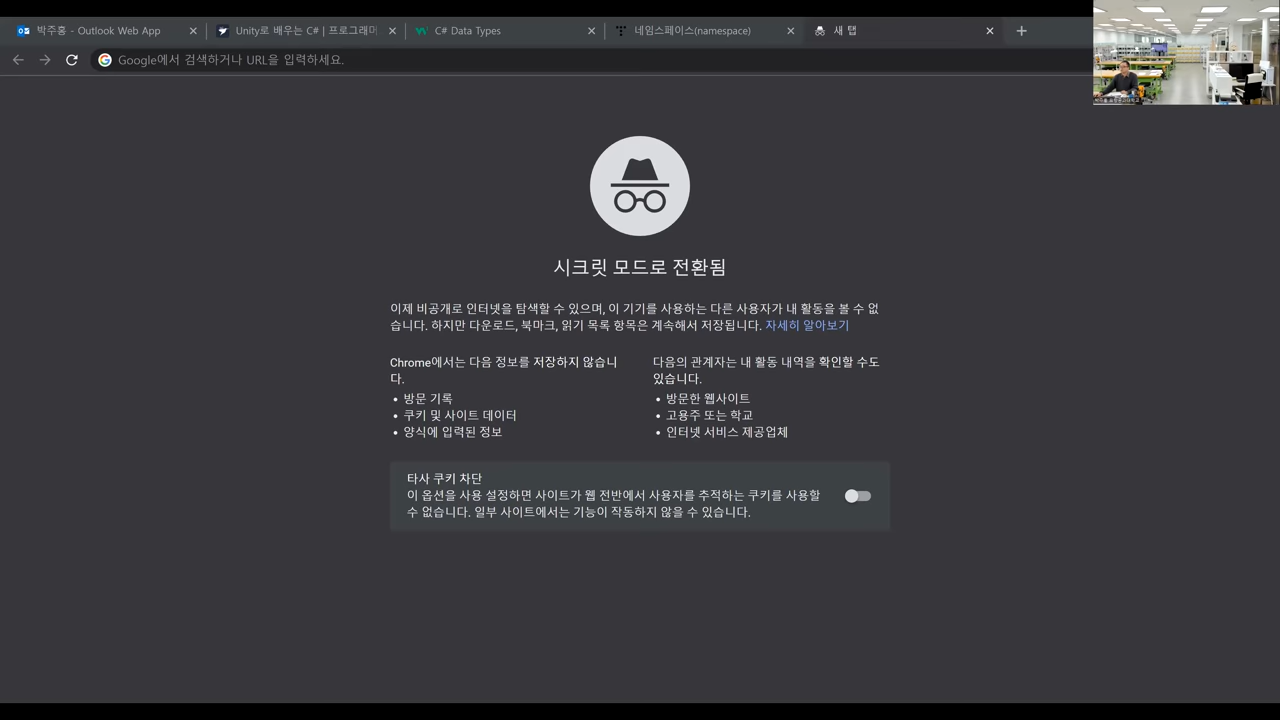 박주홍 - Outlook Web App
Unity로 배우는 C# | 프로그래머
C# Data Types
네임스페이스(namespace)
새 탭
Google에서 검색하거나 URL을 입력하세요.
시크릿 모드로 전환됨
이제 비공개로 인터넷을 탐색할 수 있으며, 이 기기를 사용하는 다른 사용자가 내 활동을 볼 수 없
습니다. 하지만 다운로드, 북마크, 읽기 목록 항목은 계속해서 저장됩니다. 자세히 알아보기
Chrome에서는 다음 정보를 저장하지 않습니
다.
• 방문 기록
• 쿠키 및 사이트 데이터
• 양식에 입력된 정보
다음의 관계자는 내 활동 내역을 확인할 수도
있습니다.
• 방문한 웹사이트
• 고용주 또는 학교
• 인터넷 서비스 제공업체
타사 쿠키 차단
이 옵션을 사용 설정하면 사이트가 웹 전반에서 사용자를 추적하는 쿠키를 사용할
수 없습니다. 일부 사이트에서는 기능이 작동하지 않을 수 있습니다.